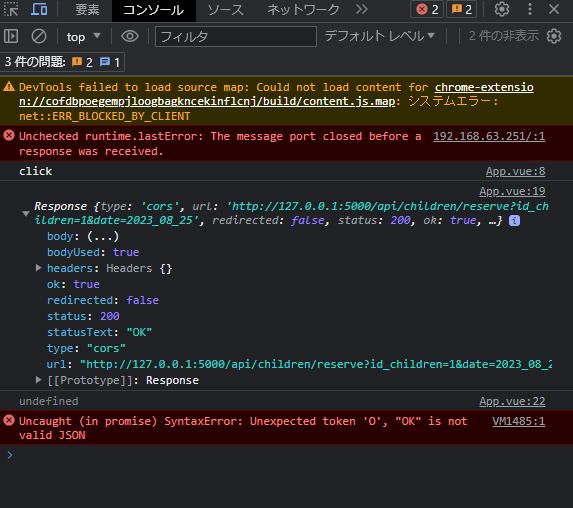 要素 コンソール ソース ネットワーク >> 2 2
top ▼ フィルタ デフォルト レベル ▼ 2 件の非表示
3 件の問題: 2 1
DevTools failed to load source map: Could not load content for chrome-extensio
n://cofdbpoegempjloogbagkncekinflcnj/build/content.js.map: システムエラー:
net::ERR_BLOCKED_BY_CLIENT
Unchecked runtime.lastError: The message port closed before a 192.168.63.251/:1
response was received.
click App.vue:8
App.vue:19
Response {type: 'cors', url: 'http://127.0.0.1:5000/api/children/reserve?id_ch
ildren=1&date=2023_08_25', redirected: false, status: 200, ok: true, …} i
body: (...)
bodyUsed: true
headers: Headers {}
ok: true
redirected: false
status: 200
statusText: "OK"
type: "cors"
url: "http://127.0.0.1:5000/api/children/reserve?id_children=1&date=2023_08_2
[[Prototype]]: Response
undefined App.vue:22
Uncaught (in promise) SyntaxError: Unexpected token 'O', "OK" is not VM1485:1
valid JSON
>